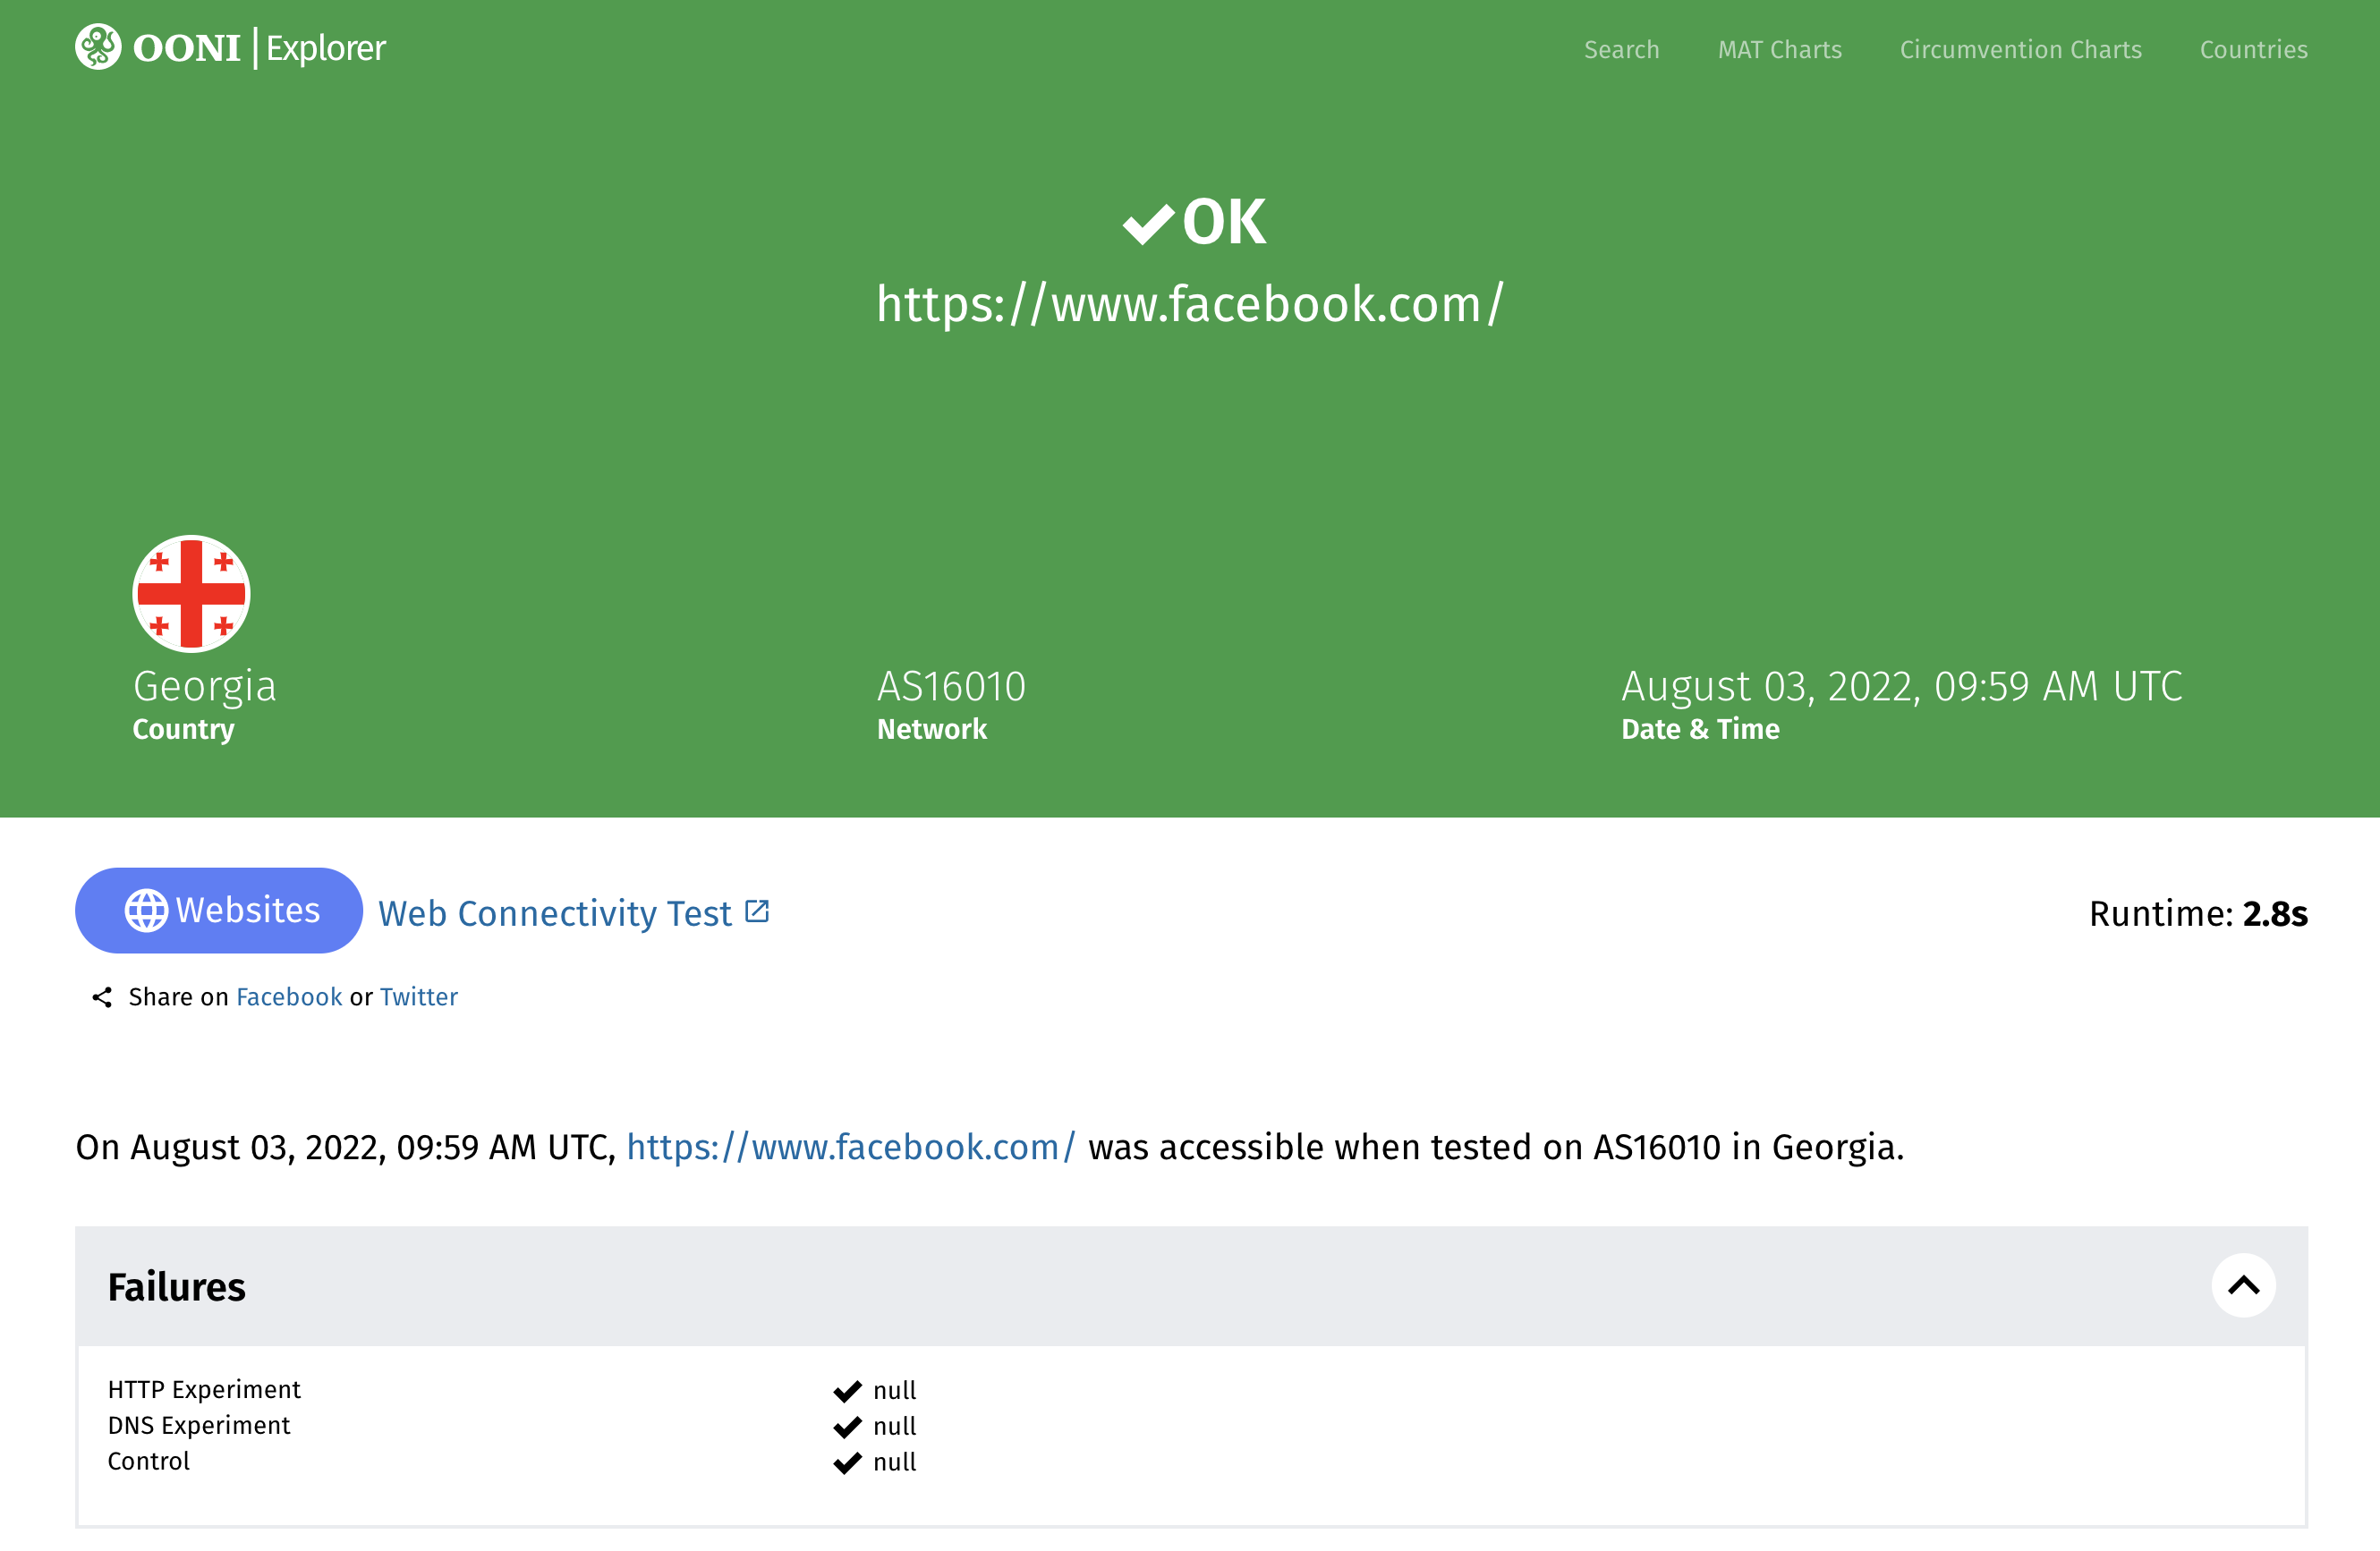 OONI | Explorer
Search MAT Charts Circumvention Charts Countries
OK
https://www.facebook.com/
Georgia AS16010 August 03, 2022, 09:59 AM UTC
Country Network Date & Time
Websites Web Connectivity Test Runtime: 2.8s
Share on Facebook or Twitter
On August 03, 2022, 09:59 AM UTC, https://www.facebook.com/ was accessible when tested on AS16010 in Georgia.
Failures
HTTP Experiment null
DNS Experiment null
Control null